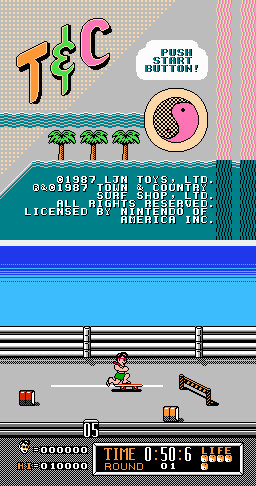 T&C
PUSH
START
BUTTON!
©1987 LJN TOYS, LTD.
®&©1987 TOWN & COUNTRY
SURF SHOP, LTD.
ALL RIGHTS RESERVED.
LICENSED BY NINTENDO OF
AMERICA INC.
05
=000000
HI=010000
TIME 0:50:6 LIFE
ROUND 01